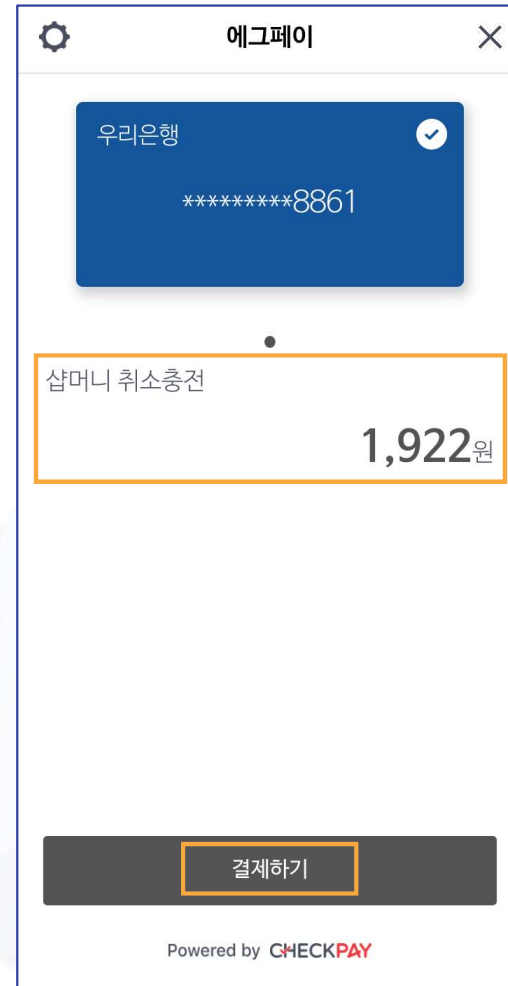 에그페이
우리은행
*********8861
샵머니 취소충전
1,922원
결제하기
Powered by CHECKPAY